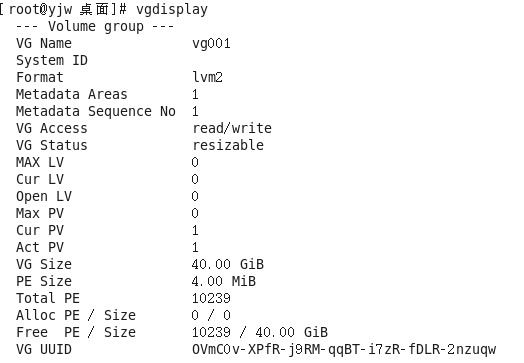 [root@yjw 桌面]# vgdisplay
--- Volume group ---
VG Name vg001
System ID
Format lvm2
Metadata Areas 1
Metadata Sequence No 1
VG Access read/write
VG Status resizable
MAX LV 0
Cur LV 0
Open LV 0
Max PV 0
Cur PV 1
Act PV 1
VG Size 40.00 GiB
PE Size 4.00 MiB
Total PE 10239
Alloc PE / Size 0 / 0
Free PE / Size 10239 / 40.00 GiB
VG UUID OVmC0v-XPfR-j9RM-qqBT-i7zR-fDLR-2nzuqw